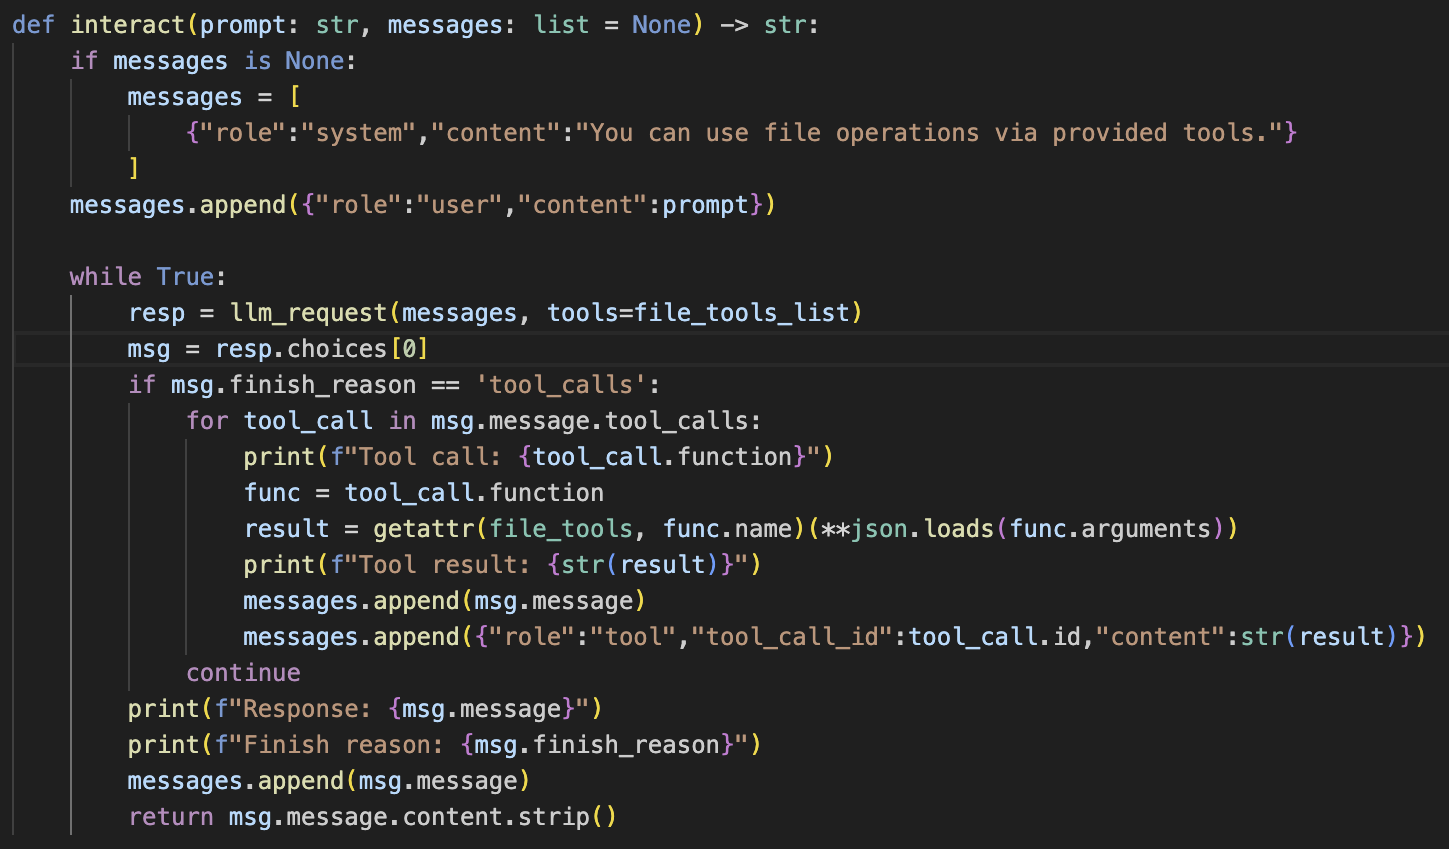 def interact(prompt: str, messages: list = None) -> str:
    if messages is None:
        messages = [
            {"role":"system","content":"You can use file operations via provided tools."}
        ]
    messages.append({"role":"user","content":prompt})

    while True:
        resp = llm_request(messages, tools=file_tools_list)
        msg = resp.choices[0]
        if msg.finish_reason == 'tool_calls':
            for tool_call in msg.message.tool_calls:
                print(f"Tool call: {tool_call.function}")
                func = tool_call.function
                result = getattr(file_tools, func.name)(**json.loads(func.arguments))
                print(f"Tool result: {str(result)}")
                messages.append(msg.message)
                messages.append({"role":"tool","tool_call_id":tool_call.id,"content":str(result)})
            continue
        print(f"Response: {msg.message}")
        print(f"Finish reason: {msg.finish_reason}")
        messages.append(msg.message)
        return msg.message.content.strip()